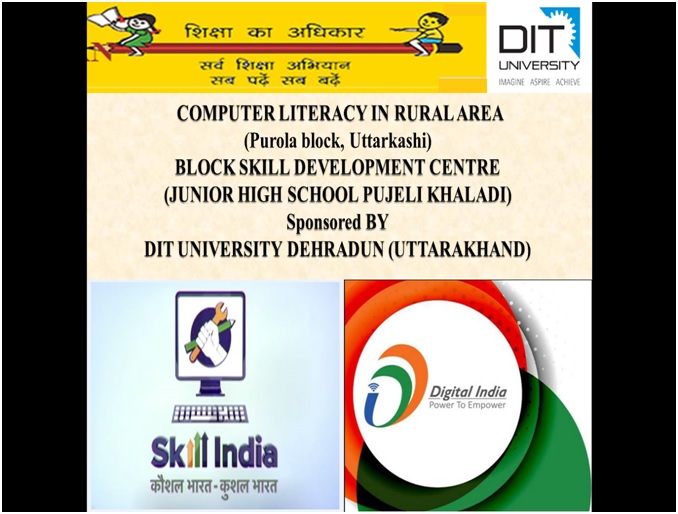 शिक्षा का अधिकार
सर्व शिक्षा अभियान
सब पढ़ें सब बढ़ें
DIT
UNIVERSITY
IMAGINE ASPIRE ACHIEVE
COMPUTER LITERACY IN RURAL AREA
(Purola block, Uttarkashi)
BLOCK SKILL DEVELOPMENT CENTRE
(JUNIOR HIGH SCHOOL PUJELI KHALADI)
Sponsored BY
DIT UNIVERSITY DEHRADUN (UTTARAKHAND)
Skill India
कौशल भारत - कुशल भारत
Digital India
Power To Empower